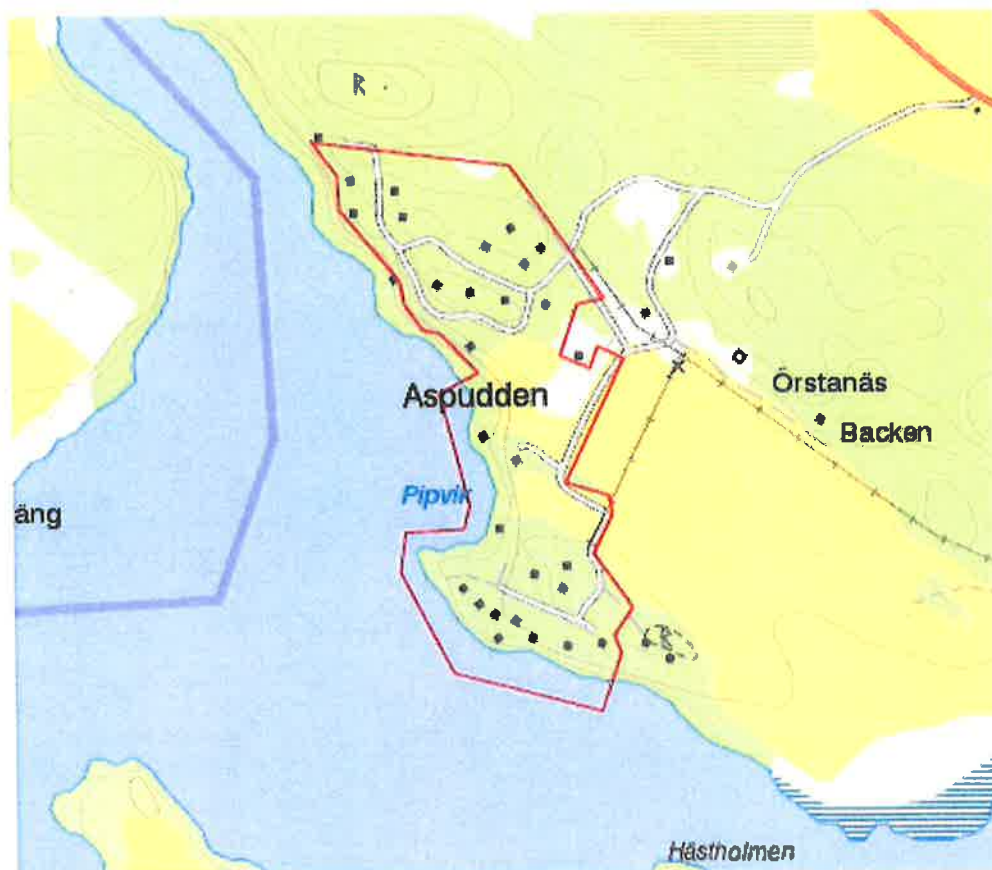 R
Örstanäs
Aspudden
Backen
Pipvik
äng
R
Hästholmen